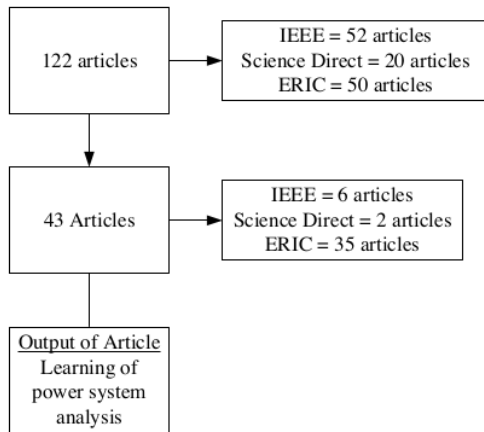 122 articles
IEEE = 52 articles
Science Direct = 20 articles
ERIC = 50 articles
43 Articles
IEEE = 6 articles
Science Direct = 2 articles
ERIC = 35 articles
Output of Article
Learning of
power system
analysis